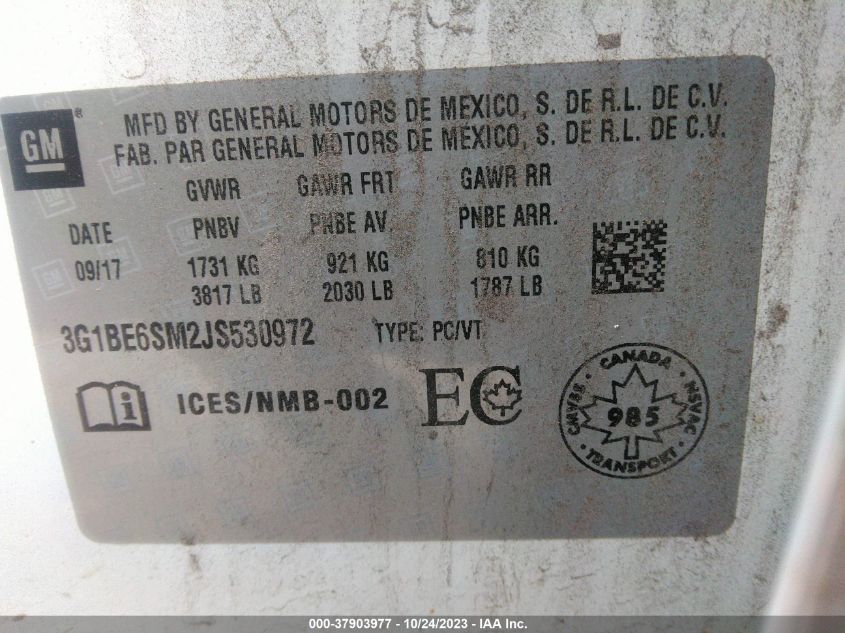 GM ®
MFD BY GENERAL MOTORS DE MEXICO, S. DE R.L. DE C.V.
FAB. PAR GENERAL MOTORS DE MEXICO, S. DE R.L. DE C.V.
GVWR GAWR FRT GAWR RR
DATE PNBV PNBE AV. PNBE ARR.
09/17 1731 KG 921 KG 810 KG
3817 LB 2030 LB 1787 LB
3G1BE6SM2JS530972 TYPE: PC/VT
i ICES/NMB-002 EC
CANADA
CMVSS 985 NSVAC
TRANSPORT
000-37903977 - 10/24/2023 - IAA Inc.